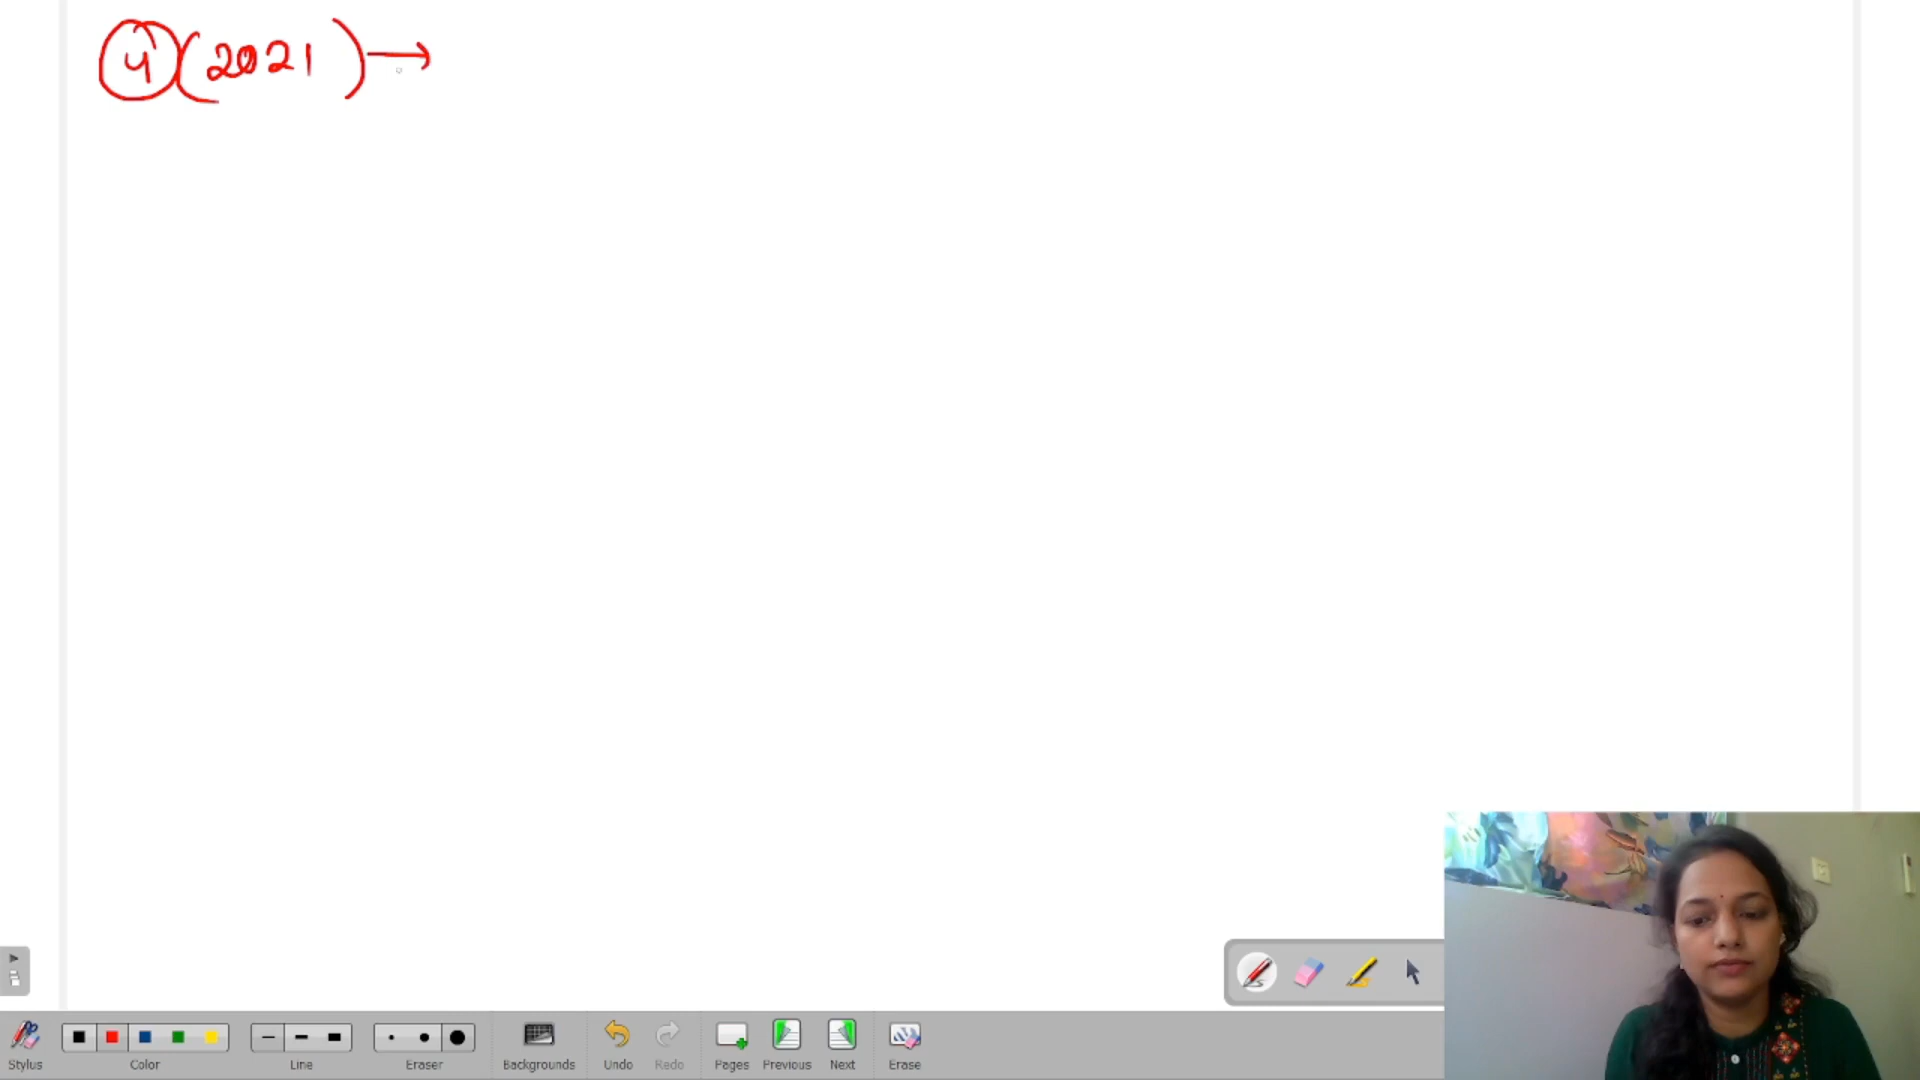 4 (2021) →
Stylus Color Line Eraser Backgrounds Undo Redo Pages Previous Next Erase